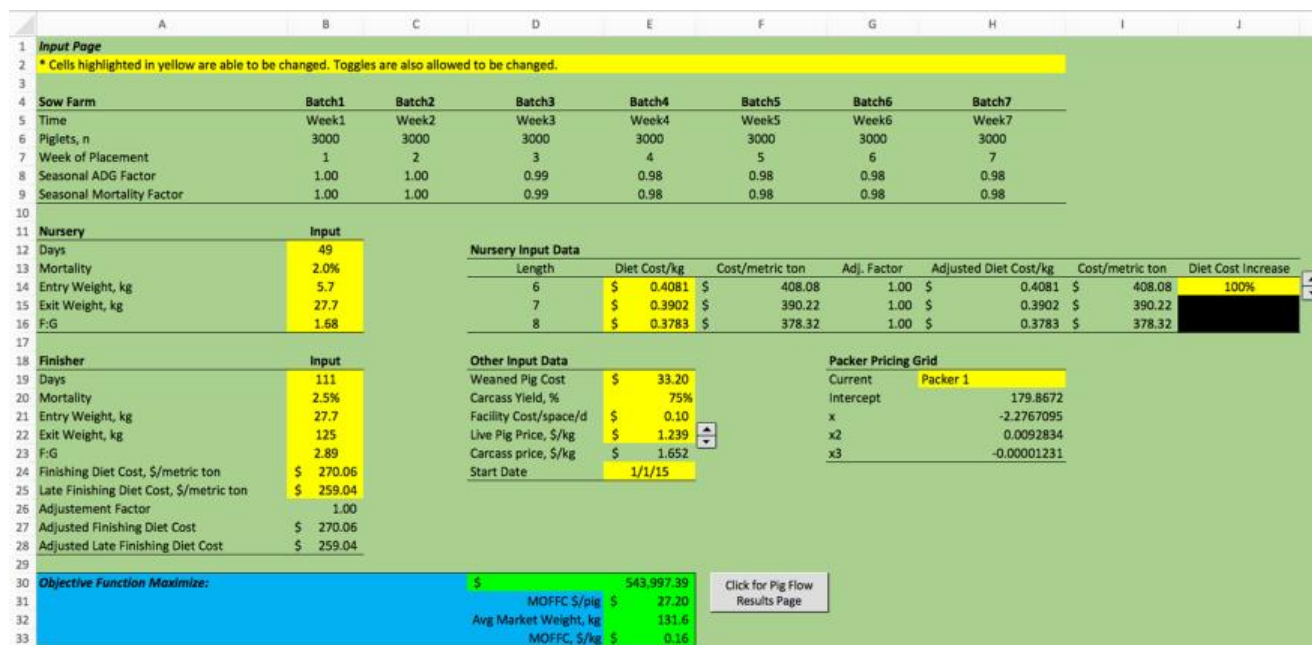 A B C D E F G H I J
1 Input Page
2 * Cells highlighted in yellow are able to be changed. Toggles are also allowed to be changed.
3
4 Sow Farm Batch1 Batch2 Batch3 Batch4 Batch5 Batch6 Batch7
5 Time Week1 Week2 Week3 Week4 Week5 Week6 Week7
6 Piglets, n 3000 3000 3000 3000 3000 3000 3000
7 Week of Placement 1 2 3 4 5 6 7
8 Seasonal ADG Factor 1.00 1.00 0.99 0.98 0.98 0.98 0.98
9 Seasonal Mortality Factor 1.00 1.00 0.99 0.98 0.98 0.98 0.98
10
11 Nursery Input
12 Days 49 Nursery Input Data
13 Mortality 2.0% Length Diet Cost/kg Cost/metric ton Adj. Factor Adjusted Diet Cost/kg Cost/metric ton Diet Cost Increase
14 Entry Weight, kg 5.7 6 $ 0.4081 $ 408.08 1.00 $ 0.4081 $ 408.08 100%
15 Exit Weight, kg 27.7 7 $ 0.3902 $ 390.22 1.00 $ 0.3902 $ 390.22
16 F:G 1.68 8 $ 0.3783 $ 378.32 1.00 $ 0.3783 $ 378.32
17
18 Finisher Input Other Input Data Packer Pricing Grid
19 Days 111 Weaned Pig Cost $ 33.20 Current Packer 1
20 Mortality 2.5% Carcass Yield, % 75% Intercept 179.8672
21 Entry Weight, kg 27.7 Facility Cost/space/d $ 0.10 x -2.2767095
22 Exit Weight, kg 125 Live Pig Price, $/kg $ 1.239 x2 0.0092834
23 F:G 2.89 Carcass price, $/kg $ 1.652 x3 -0.00001231
24 Finishing Diet Cost, $/metric ton $ 270.06 Start Date 1/1/15
25 Late Finishing Diet Cost, $/metric ton $ 259.04
26 Adjustement Factor 1.00
27 Adjusted Finishing Diet Cost $ 270.06
28 Adjusted Late Finishing Diet Cost $ 259.04
29
30 Objective Function Maximize: $ 543,997.39 Click for Pig Flow
31 MOFFC $/pig $ 27.20 Results Page
32 Avg Market Weight, kg 131.6
33 MOFFC, $/kg $ 0.16